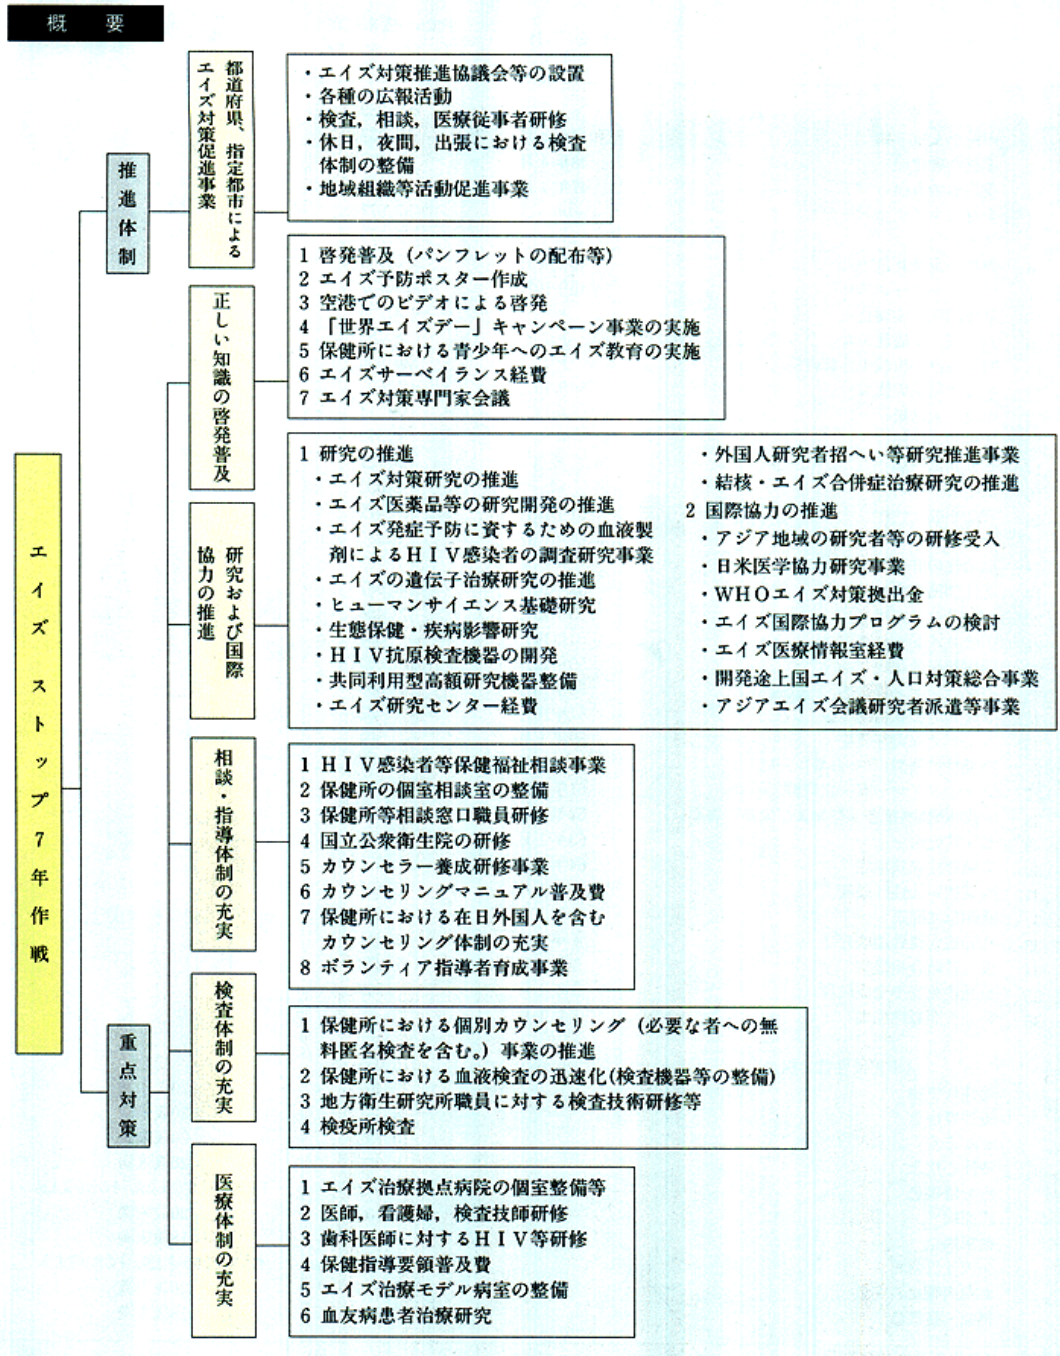 概　要
エイズ ストップ7年作戦
推進体制
都道府県、指定都市による
エイズ対策促進事業
・エイズ対策推進協議会等の設置
・各種の広報活動
・検査，相談，医療従事者研修
・休日，夜間，出張における検査
体制の整備
・地域組織等活動促進事業
重点対策
正しい知識の啓発普及
1 啓発普及（パンフレットの配布等）
2 エイズ予防ポスター作成
3 空港でのビデオによる啓発
4 「世界エイズデー」キャンペーン事業の実施
5 保健所における青少年へのエイズ教育の実施
6 エイズサーベイランス経費
7 エイズ対策専門家会議
研究および国際
協力の推進
1 研究の推進
・エイズ対策研究の推進
・エイズ医薬品等の研究開発の推進
・エイズ発症予防に資するための血液製
剤によるＨＩＶ感染者の調査研究事業
・エイズの遺伝子治療研究の推進
・ヒューマンサイエンス基礎研究
・生態保健・疾病影響研究
・ＨＩＶ抗原検査機器の開発
・共同利用型高額研究機器整備
・エイズ研究センター経費
・外国人研究者招へい等研究推進事業
・結核・エイズ合併症治療研究の推進
2 国際協力の推進
・アジア地域の研究者等の研修受入
・日米医学協力研究事業
・ＷＨＯエイズ対策拠出金
・エイズ国際協力プログラムの検討
・エイズ医療情報室経費
・開発途上国エイズ・人口対策総合事業
・アジアエイズ会議研究者派遣等事業
相談・指導体制の充実
1 ＨＩＶ感染者等保健福祉相談事業
2 保健所の個室相談室の整備
3 保健所等相談窓口職員研修
4 国立公衆衛生院の研修
5 カウンセラー養成研修事業
6 カウンセリングマニュアル普及費
7 保健所における在日外国人を含む
カウンセリング体制の充実
8 ボランティア指導者育成事業
検査体制の充実
1 保健所における個別カウンセリング（必要な者への無
料匿名検査を含む。）事業の推進
2 保健所における血液検査の迅速化(検査機器等の整備)
3 地方衛生研究所職員に対する検査技術研修等
4 検疫所検査
医療体制の充実
1 エイズ治療拠点病院の個室整備等
2 医師，看護婦，検査技師研修
3 歯科医師に対するＨＩＶ等研修
4 保健指導要領普及費
5 エイズ治療モデル病室の整備
6 血友病患者治療研究